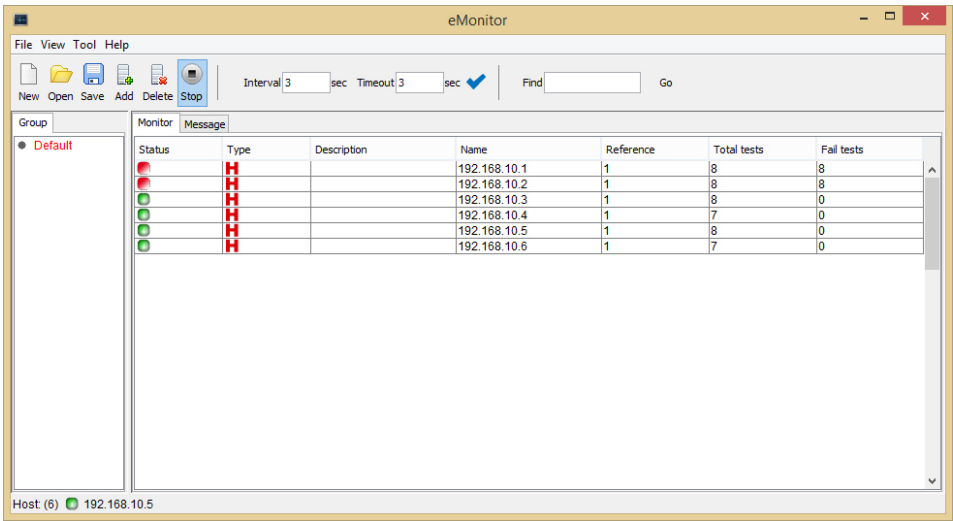 eMonitor
File View Tool Help
New Open Save Add Delete Stop Interval 3 sec Timeout 3 sec Find Go
Group
Default
Monitor Message
Status Type Description Name Reference Total tests Fail tests
H 192.168.10.1 1 8 8
H 192.168.10.2 1 8 8
H 192.168.10.3 1 8 0
H 192.168.10.4 1 7 0
H 192.168.10.5 1 8 0
H 192.168.10.6 1 7 0
Host: (6) 192.168.10.5